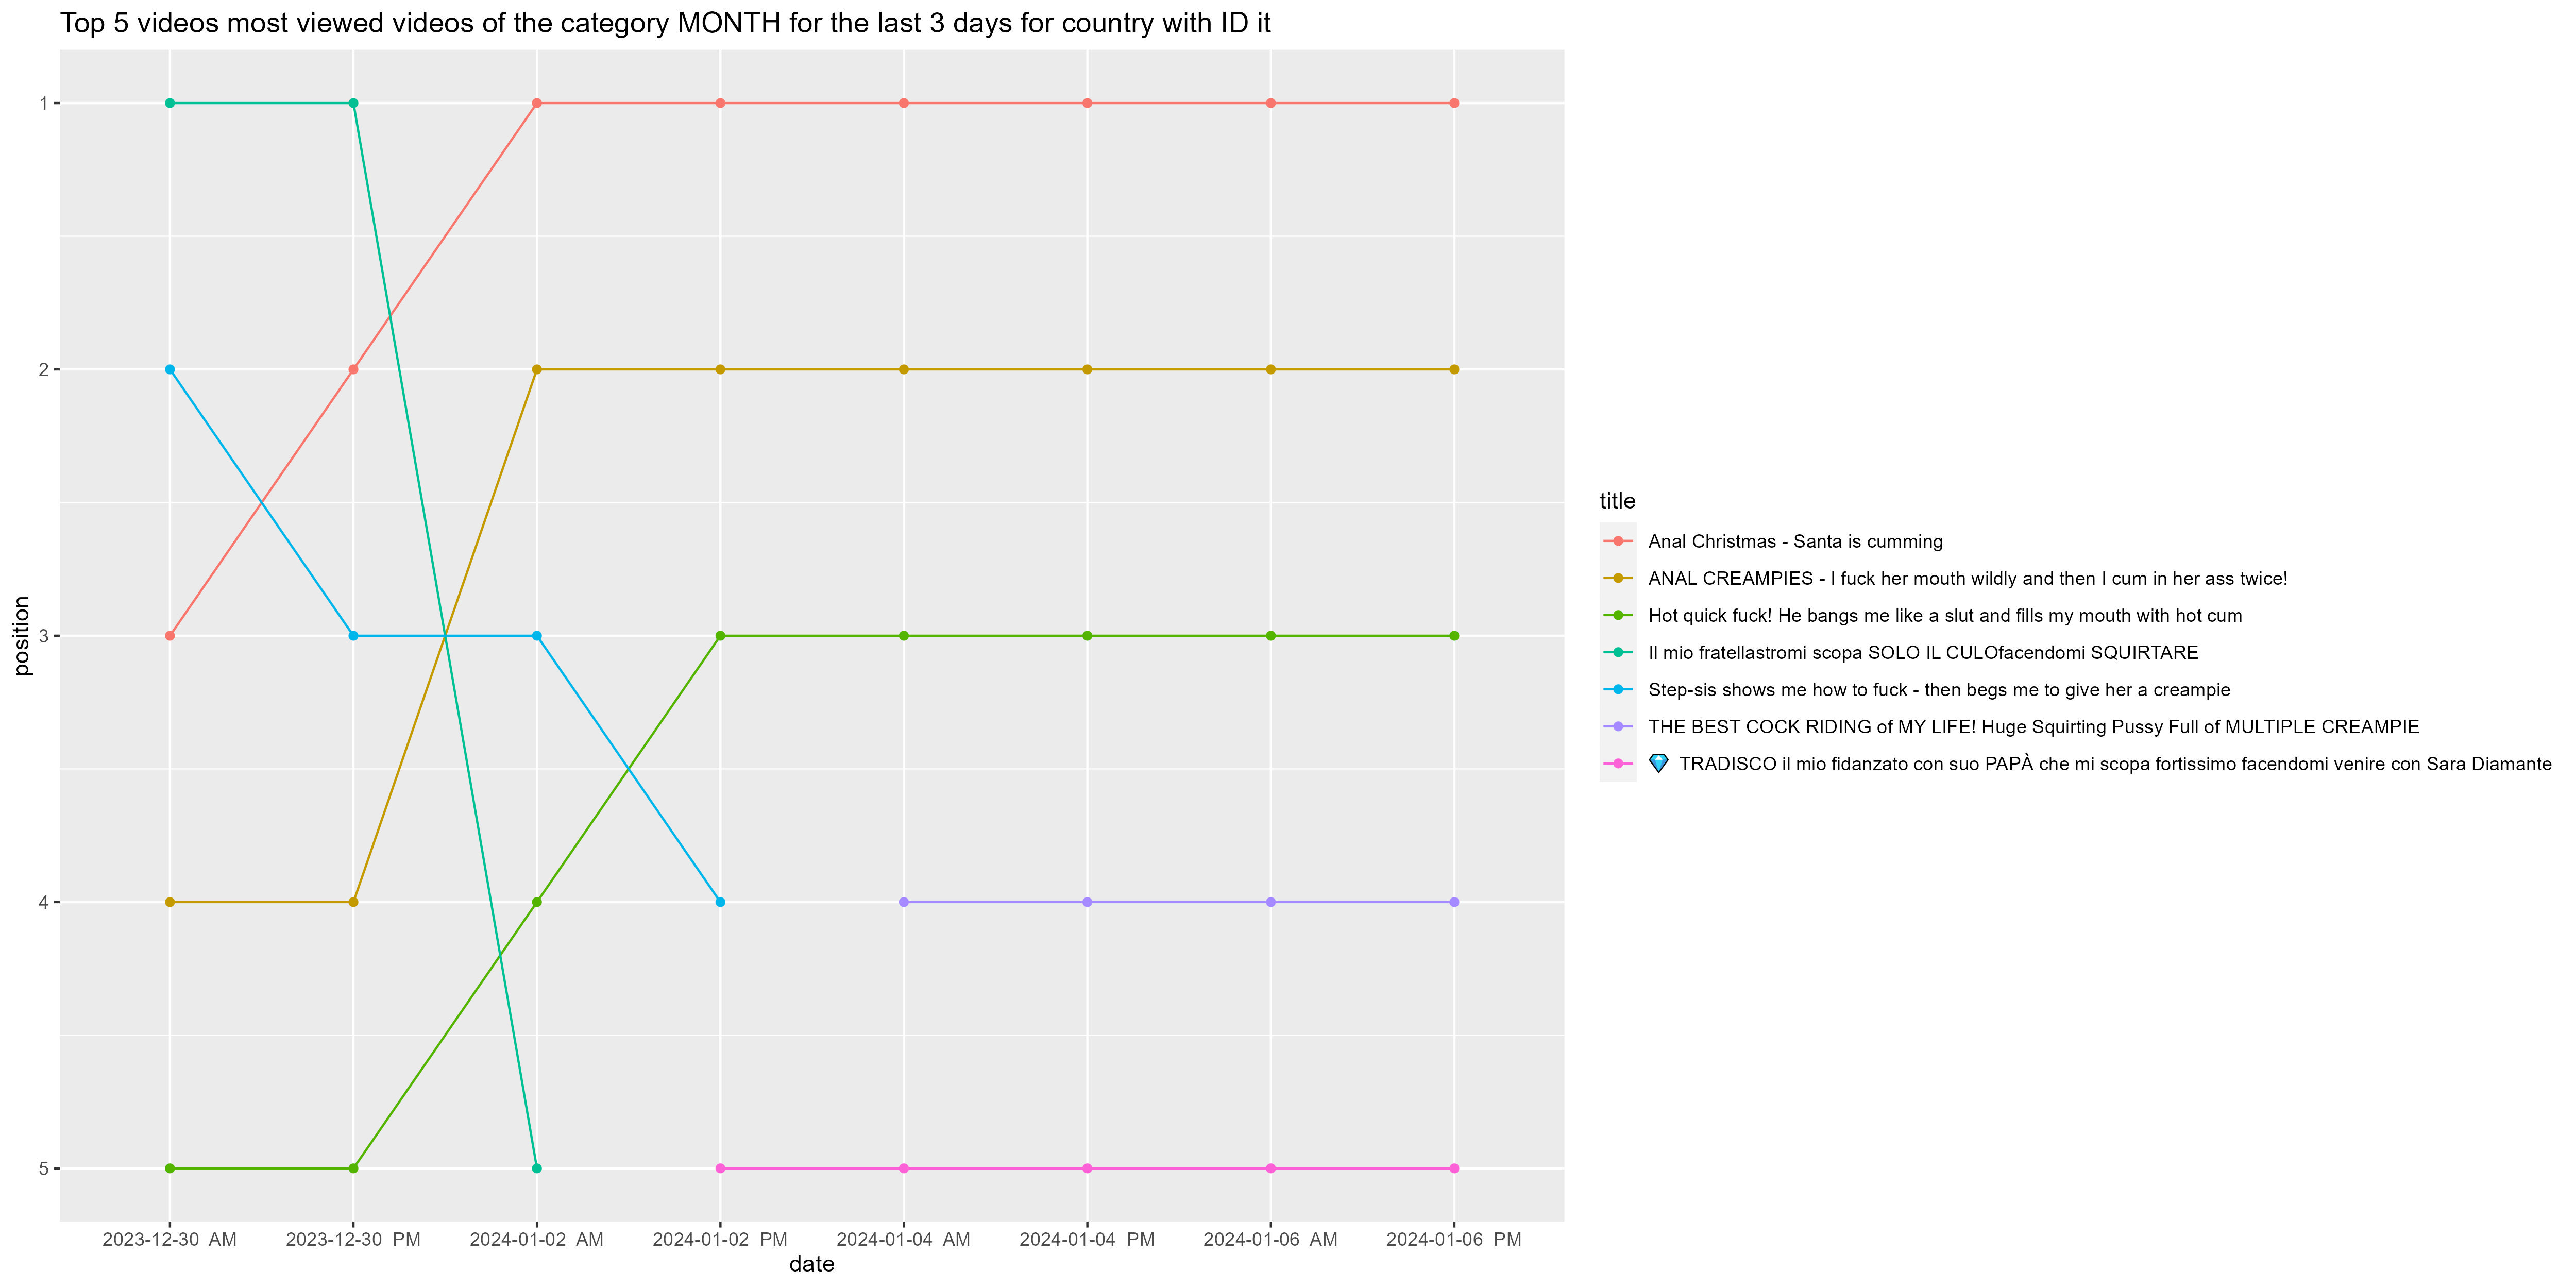 Top 5 videos most viewed videos of the category MONTH for the last 3 days for country with ID it
1
2
3
4
5
position
2023-12-30 AM
2023-12-30 PM
2024-01-02 AM
2024-01-02 PM
2024-01-04 AM
2024-01-04 PM
2024-01-06 AM
2024-01-06 PM
date
title
Anal Christmas - Santa is cumming
ANAL CREAMPIES - I fuck her mouth wildly and then I cum in her ass twice!
Hot quick fuck! He bangs me like a slut and fills my mouth with hot cum
Il mio fratellastromi scopa SOLO IL CULOfacendomi SQUIRTARE
Step-sis shows me how to fuck - then begs me to give her a creampie
THE BEST COCK RIDING of MY LIFE! Huge Squirting Pussy Full of MULTIPLE CREAMPIE
💎 TRADISCO il mio fidanzato con suo PAPÀ che mi scopa fortissimo facendomi venire con Sara Diamante